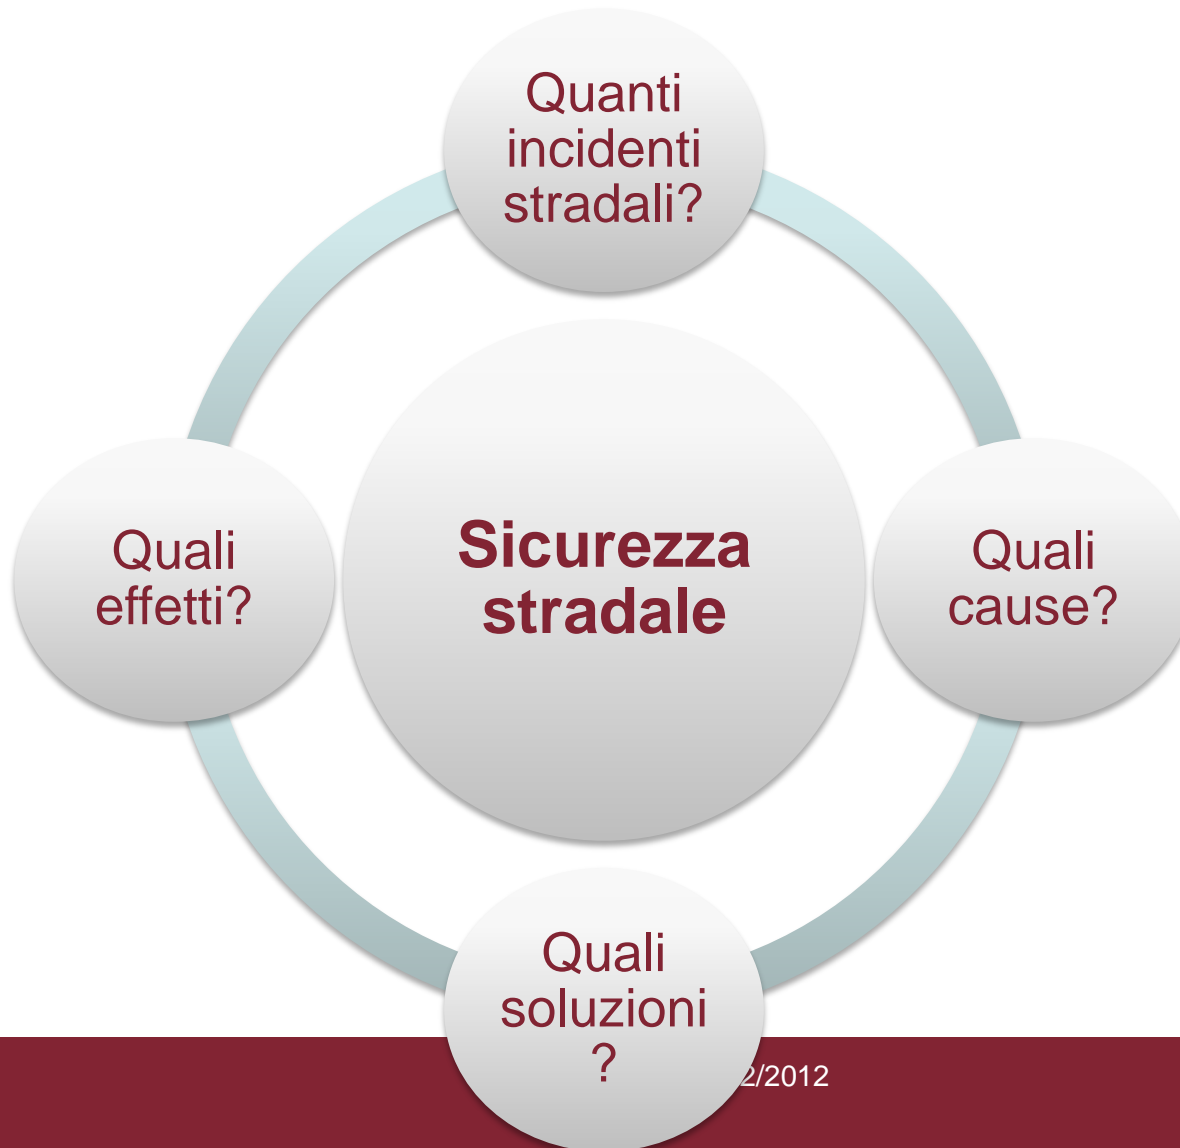 Quanti
incidenti
stradali?
Quali
effetti?
Sicurezza
stradale
Quali
cause?
Quali
soluzioni
?
2/2012